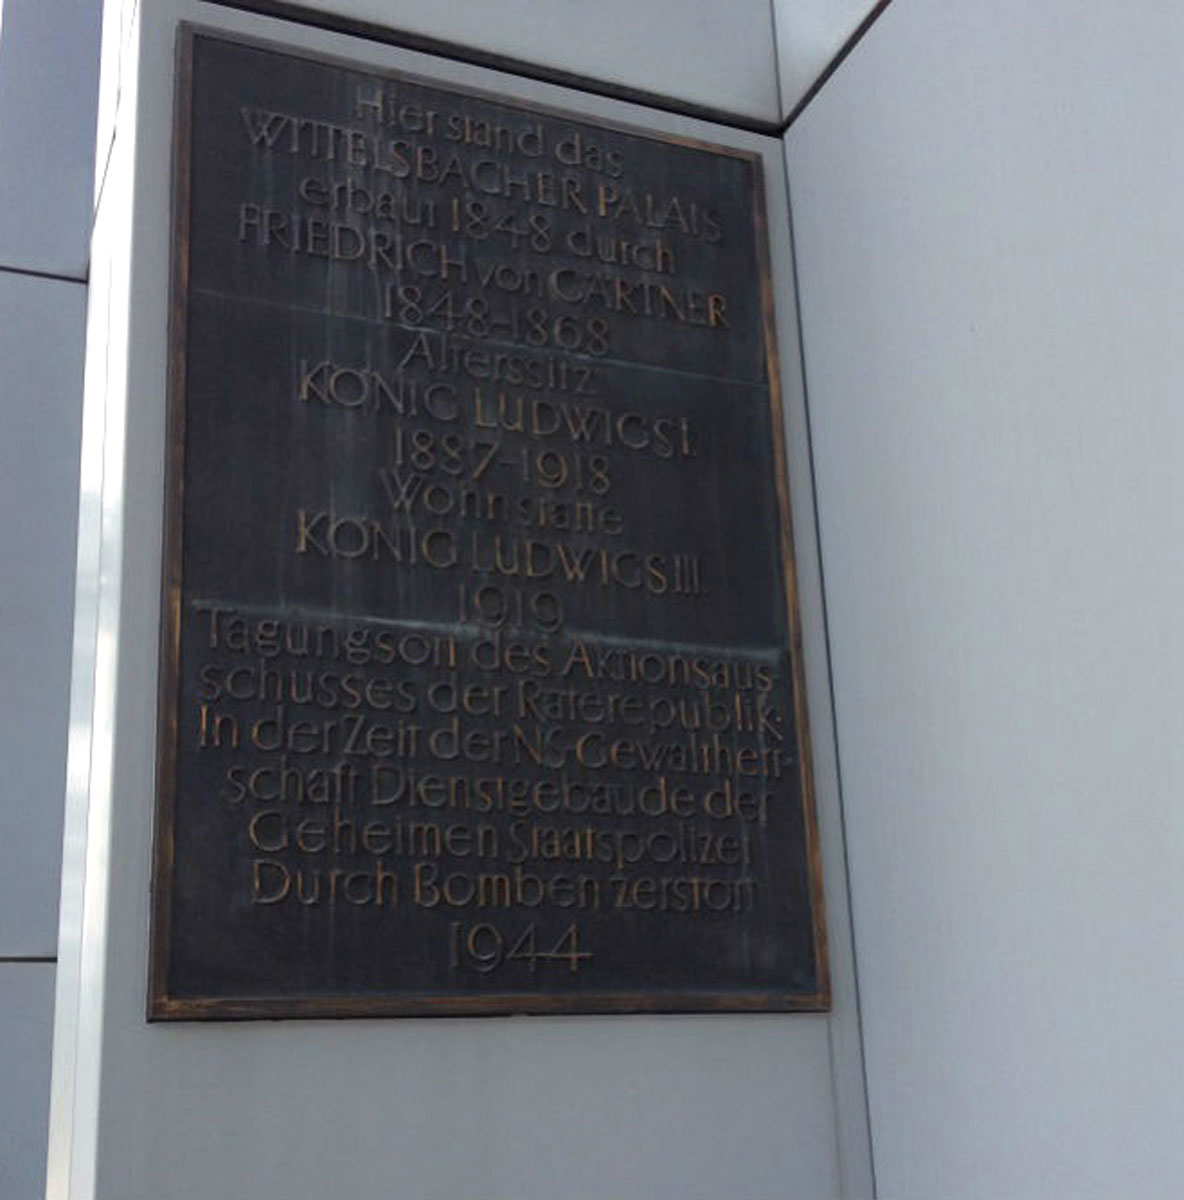 Hier stand das
WITTELSBACHER PALAIS
erbaut 1848 durch
FRIEDRICH von GÄRTNER
1848-1868
Alterssitz
KÖNIG LUDWIGS I.
1887-1918
Wohnstätte
KÖNIG LUDWIGS III.
1919
Tagungsort des Aktionsaus
schusses der Räterepublik.
In der Zeit der NS-Gewaltherr-
schaft Dienstgebäude der
Geheimen Staatspolizei
Durch Bomben zerstört
1944